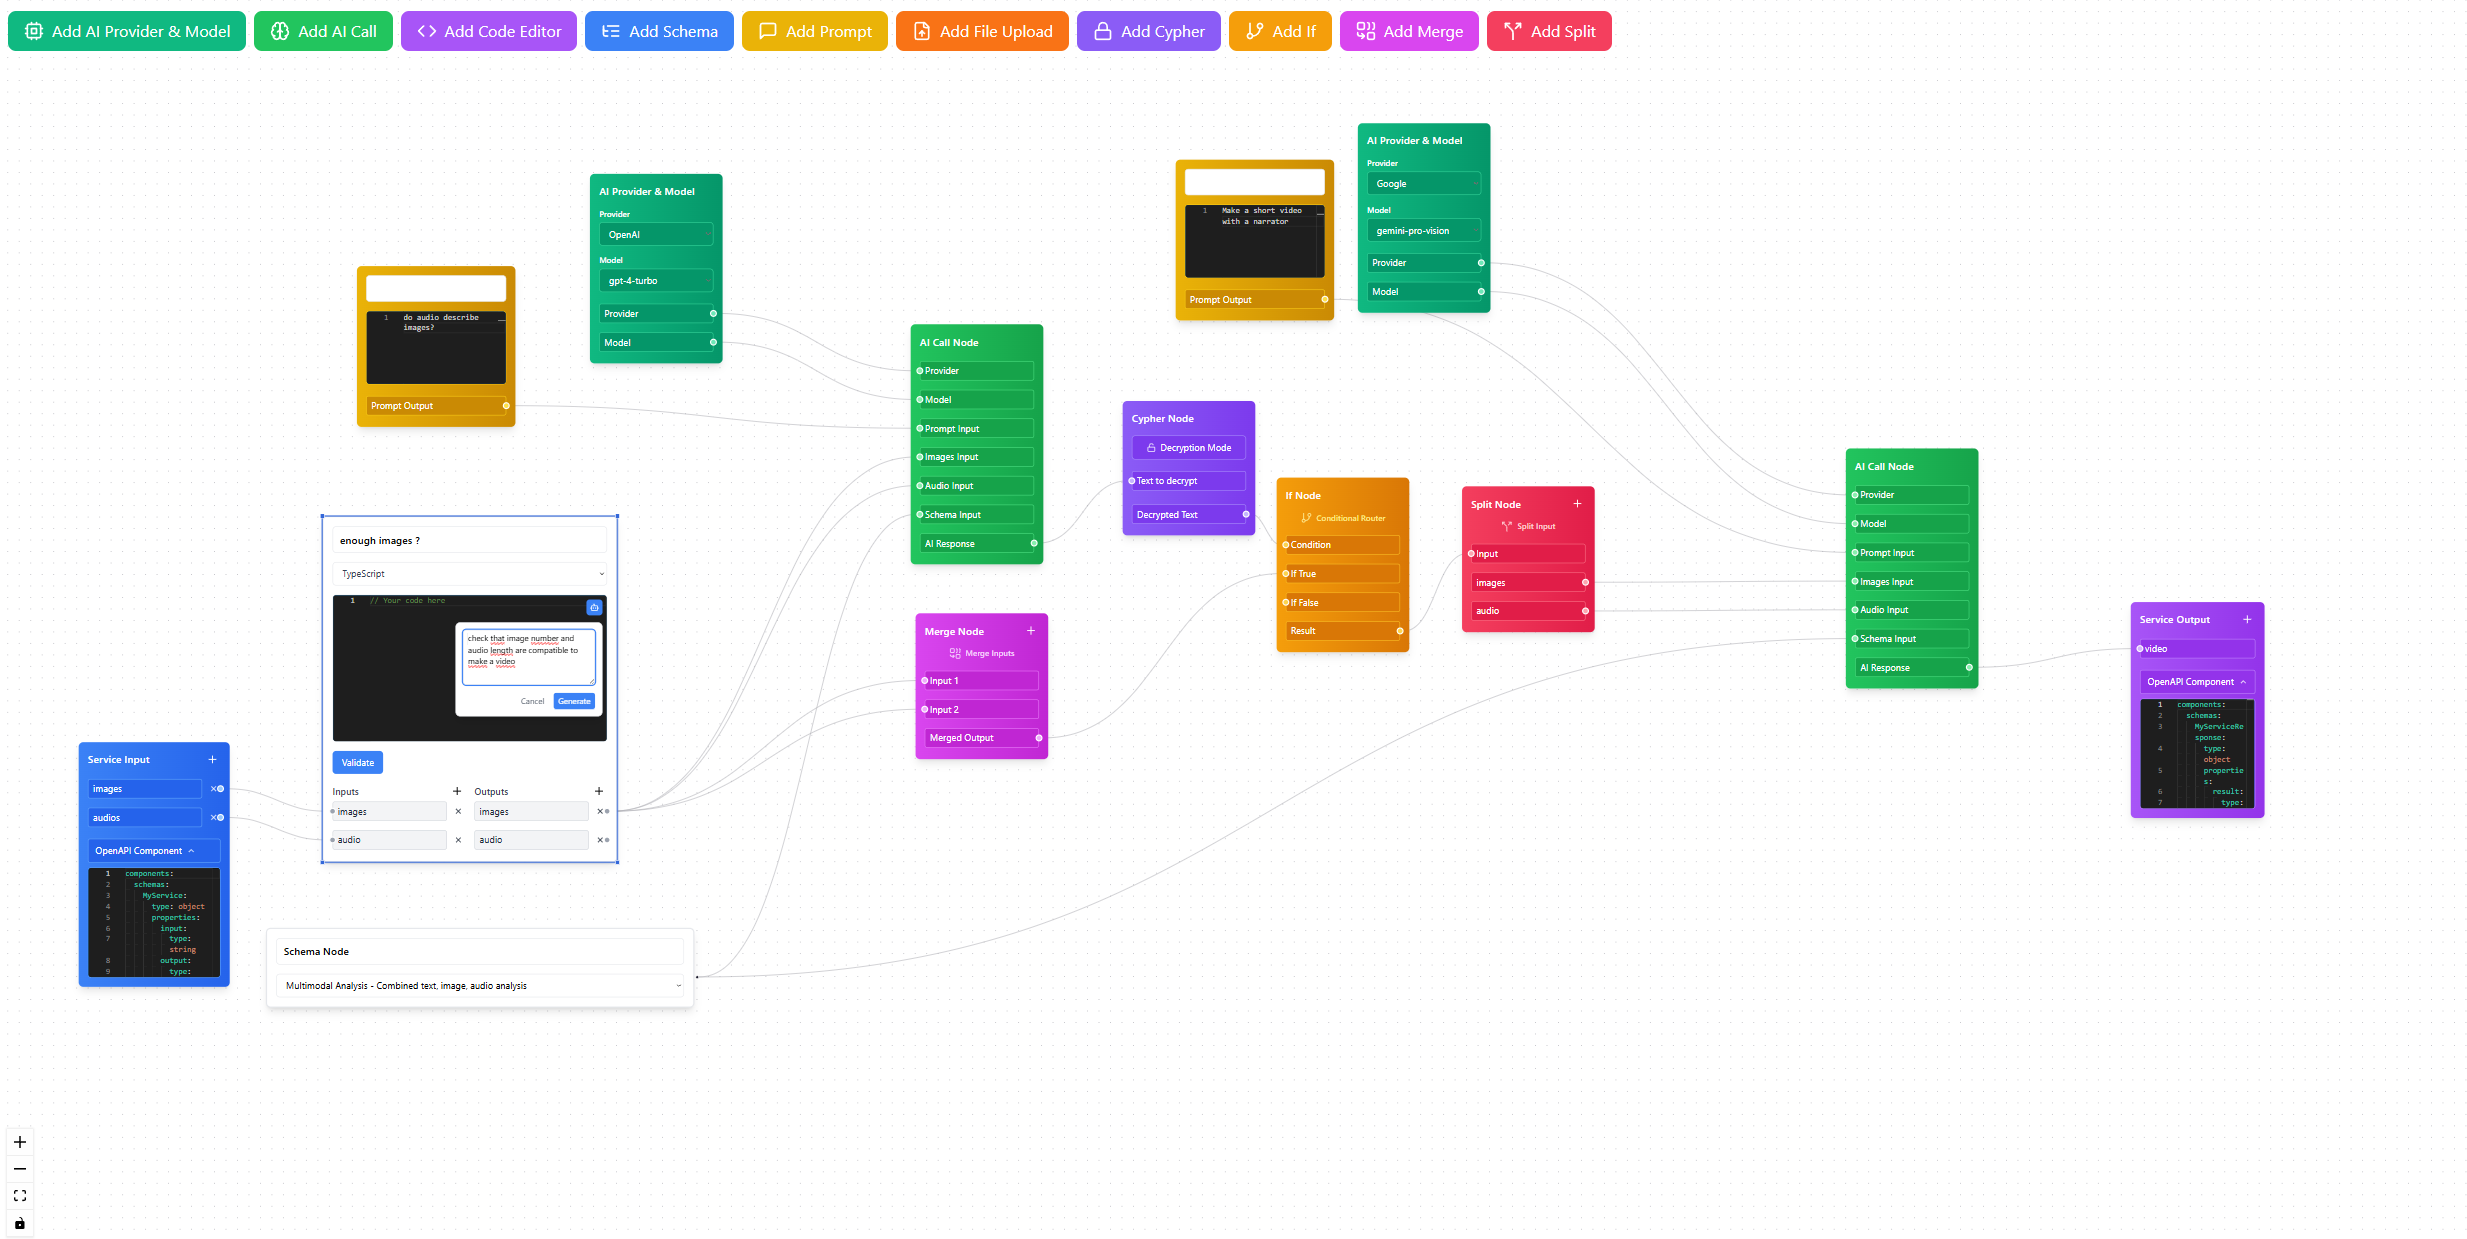 Add AI Provider & Model
Add AI Call
Add Code Editor
Add Schema
Add Prompt
Add File Upload
Add Cypher
Add If
Add Merge
Add Split
AI Provider & Model
Provider
OpenAI
Model
gpt-4-turbo
Provider
Model
1 do audio describe
images?
Prompt Output
1 Make a short video
with a narrator
Prompt Output
AI Provider & Model
Provider
Google
Model
gemini-pro-vision
Provider
Model
AI Call Node
Provider
Model
Prompt Input
Images Input
Audio Input
Schema Input
AI Response
Cypher Node
Decryption Mode
Text to decrypt
Decrypted Text
If Node
Conditional Router
Condition
If True
If False
Result
Split Node
Split Input
Input
images
audio
AI Call Node
Provider
Model
Prompt Input
Images Input
Audio Input
Schema Input
AI Response
enough images ?
TypeScript
1 // Your code here
check that image number and
audio length are compatible to
make a video
Cancel
Generate
Validate
Inputs
Outputs
images
images
audio
audio
Merge Node
Merge Inputs
Input 1
Input 2
Merged Output
Service Input
images
audios
OpenAPI Component
1 components:
2 schemas:
3 MyService:
4 type: object
5 properties:
6 input:
7 type:
string
8 output:
9 type:
Schema Node
Multimodal Analysis - Combined text, image, audio analysis
Service Output
video
OpenAPI Component
1 components:
2 schemas:
3 MyServiceRe
sponse:
4 type:
object
5 propertie
s:
6 result:
7 type: